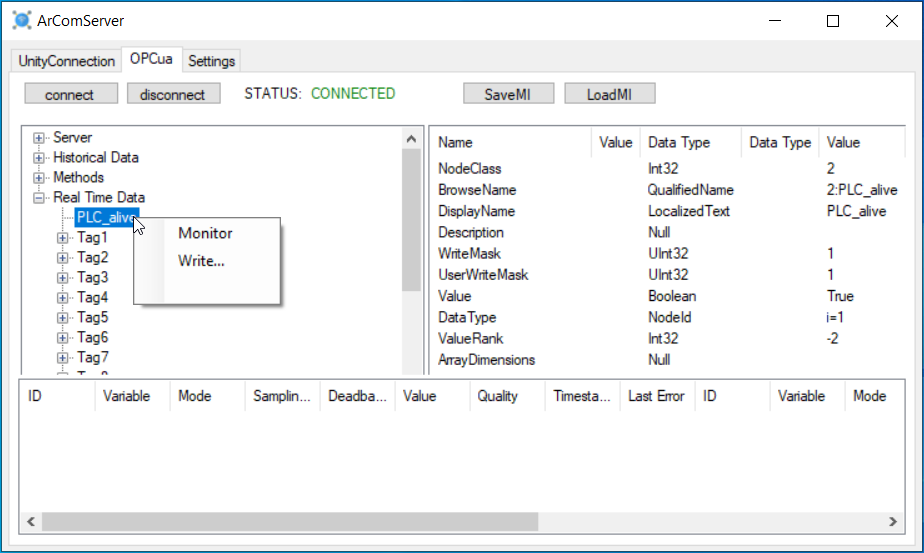 ArComServer
UnityConnection OPCua Settings
connect disconnect STATUS: CONNECTED SaveMI LoadMI
Server
Historical Data
Methods
Real Time Data
PLC_alive
Monitor
Write...
Tag1
Tag2
Tag3
Tag4
Tag5
Tag6
Tag7
Name Value Data Type Data Type Value
NodeClass Int32 2
BrowseName QualifiedName 2:PLC_alive
DisplayName LocalizedText PLC_alive
Description Null
WriteMask UInt32 1
UserWriteMask UInt32 1
Value Boolean True
DataType NodeId i=1
ValueRank Int32 -2
ArrayDimensions Null
ID Variable Mode Samplin... Deadba... Value Quality Timesta... Last Error ID Variable Mode